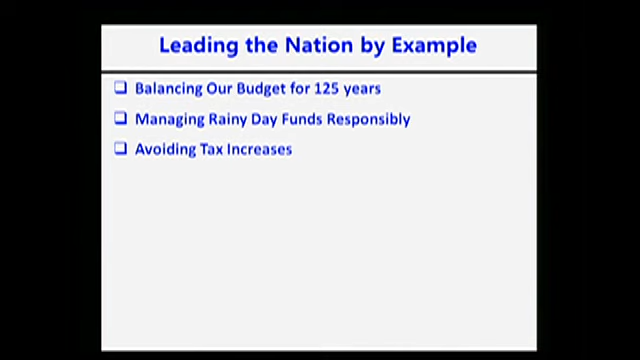 Leading the Nation by Example
❑ Balancing Our Budget for 125 years
❑ Managing Rainy Day Funds Responsibly
❑ Avoiding Tax Increases